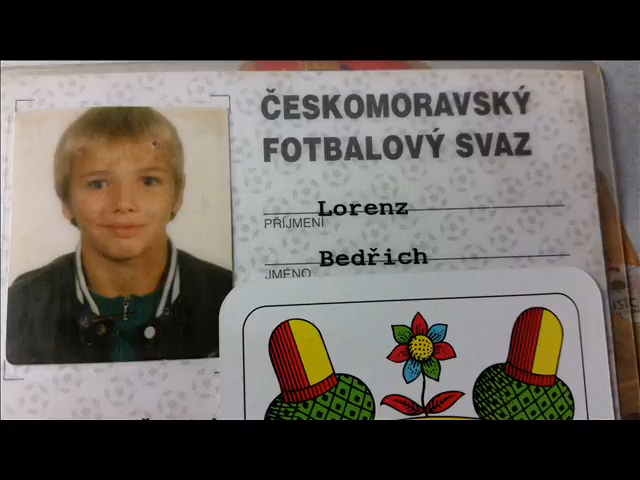 ČESKOMORAVSKÝ
FOTBALOVÝ SVAZ
Lorenz
PŘÍJMENÍ
Bedřich
JMÉNO